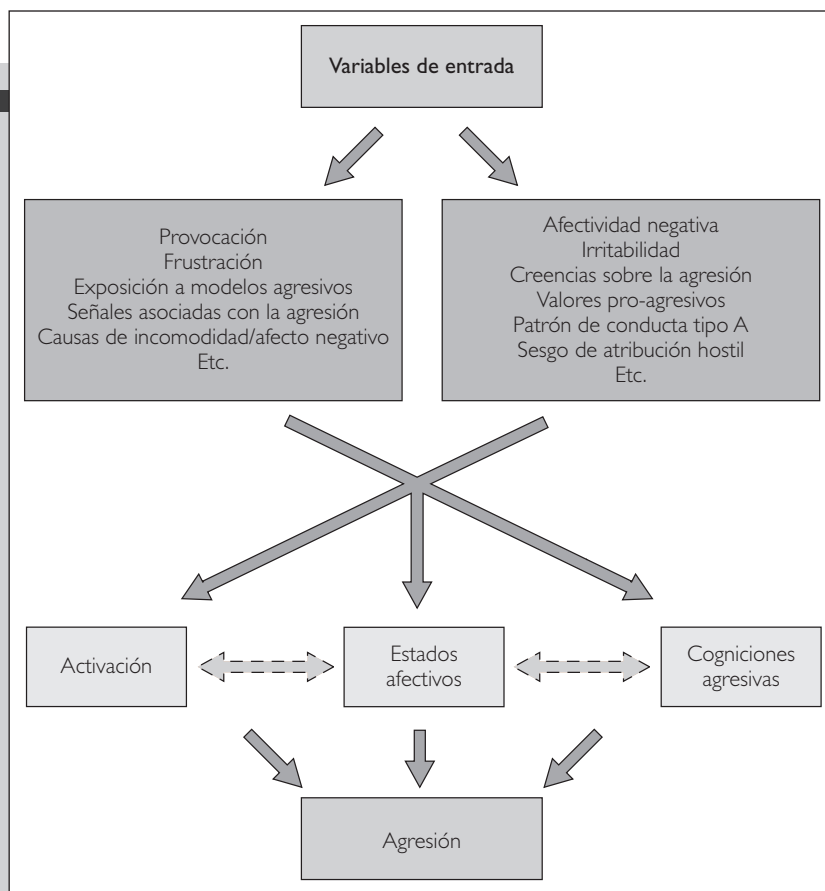 Variables de entrada
Provocación
Frustración
Exposición a modelos agresivos
Señales asociadas con la agresión
Causas de incomodidad/afecto negativo
Etc.
Afectividad negativa
Irritabilidad
Creencias sobre la agresión
Valores pro-agresivos
Patrón de conducta tipo A
Sesgo de atribución hostil
Etc.
Activación
Estados
afectivos
Cogniciones
agresivas
Agresión